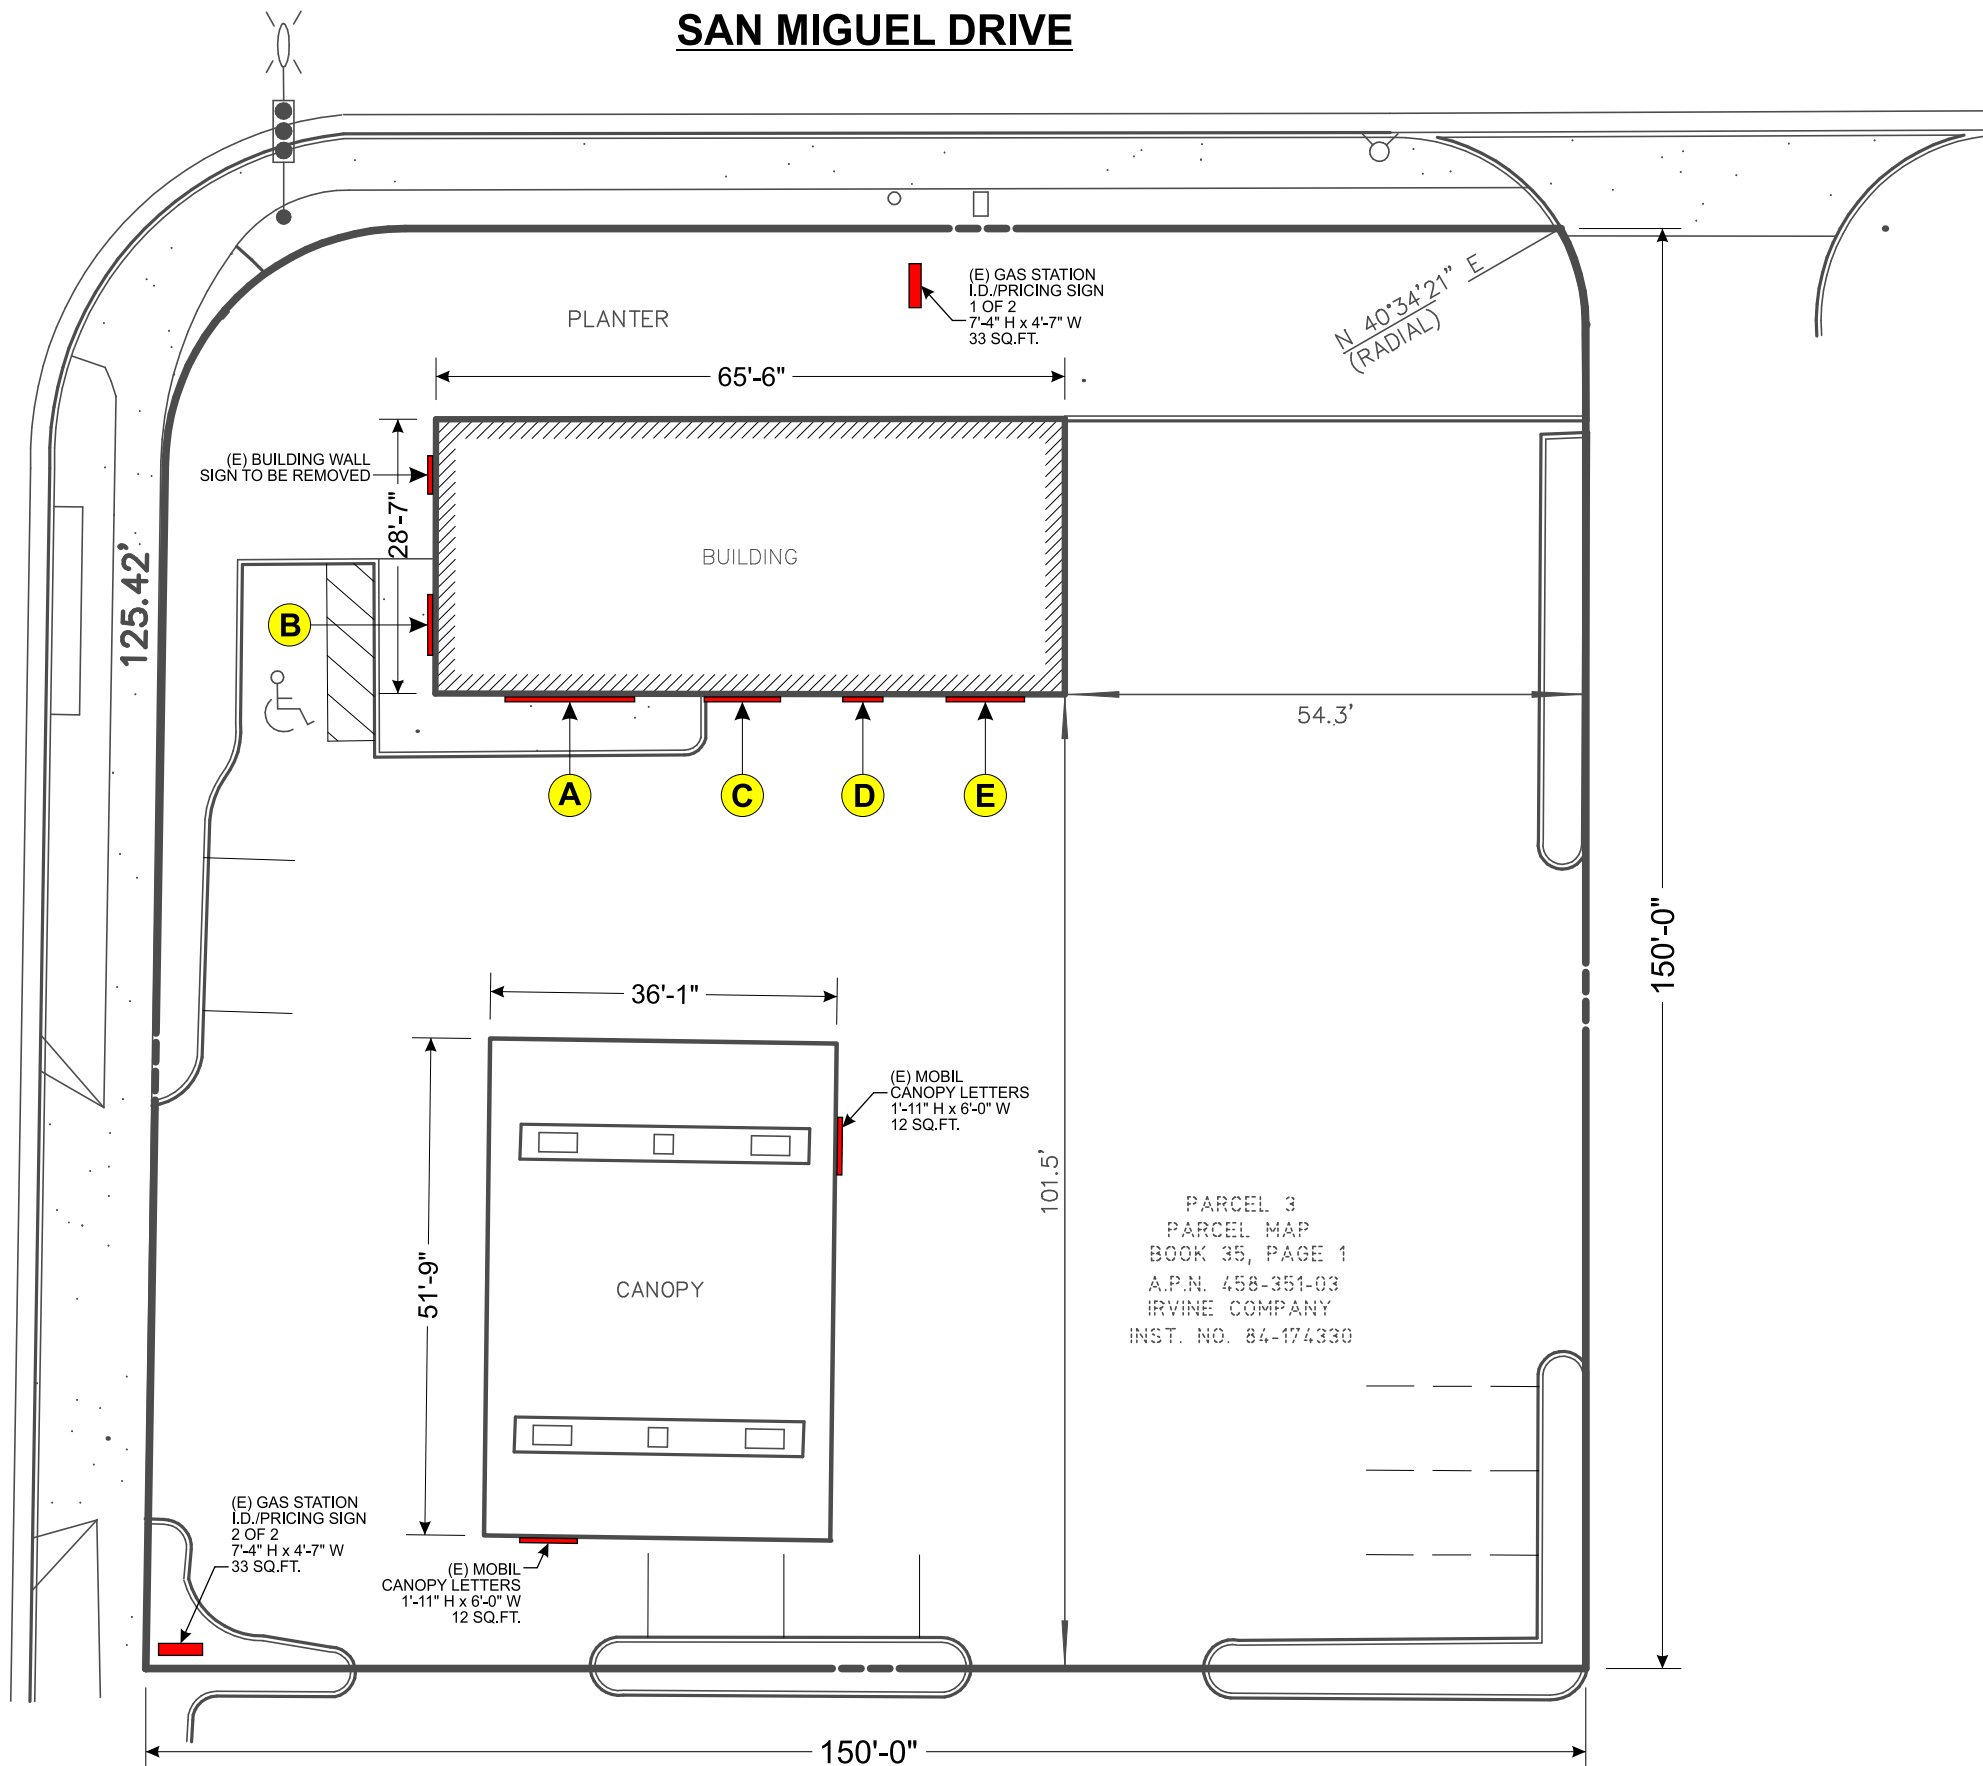 SAN MIGUEL DRIVE
(E) GAS STATION
I.D./PRICING SIGN
1 OF 2
7'-4" H x 4'-7" W
33 SQ.FT.
PLANTER
N 40°34'21" E
(RADIAL)
65'-6"
(E) BUILDING WALL
SIGN TO BE REMOVED
28'-7"
BUILDING
125.42'
B
54.3'
A
C
D
E
150'-0"
36'-1"
(E) MOBIL
CANOPY LETTERS
1'-11" H x 6'-0" W
12 SQ.FT.
101.5'
51'-9"
CANOPY
PARCEL 3
PARCEL MAP
BOOK 35, PAGE 1
A.P.N. 458-351-03
IRVINE COMPANY
INST. NO. 84-174330
(E) GAS STATION
I.D./PRICING SIGN
2 OF 2
7'-4" H x 4'-7" W
33 SQ.FT.
(E) MOBIL
CANOPY LETTERS
1'-11" H x 6'-0" W
12 SQ.FT.
150'-0"